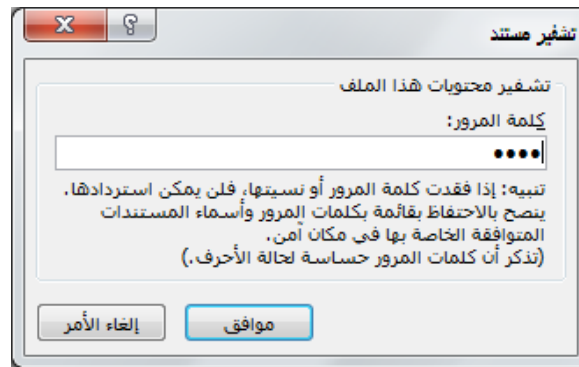 تشفير مستند
تشفير محتويات هذا الملف
كلمة المرور:
••••
تنبيه: إذا فقدت كلمة المرور أو نسيتها، فلن يمكن استردادها.
ينصح بالاحتفاظ بقائمة بكلمات المرور وأسماء المستندات
المتوافقة الخاصة بها في مكان آمن.
(تذكر أن كلمات المرور حساسة لحالة الأحرف.)
موافق
إلغاء الأمر